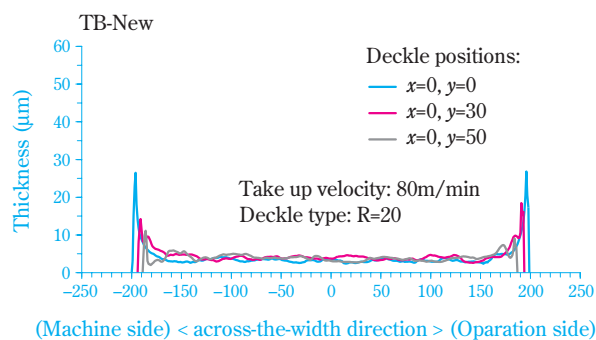 TB-New
Thickness (μm)
60
50
40
30
20
10
0
Deckle positions:
x=0, y=0
x=0, y=30
x=0, y=50
Take up velocity: 80m/min
Deckle type: R=20
−250 −200 −150 −100 −50 0 50 100 150 200 250
(Machine side) < across-the-width direction > (Oparation side)